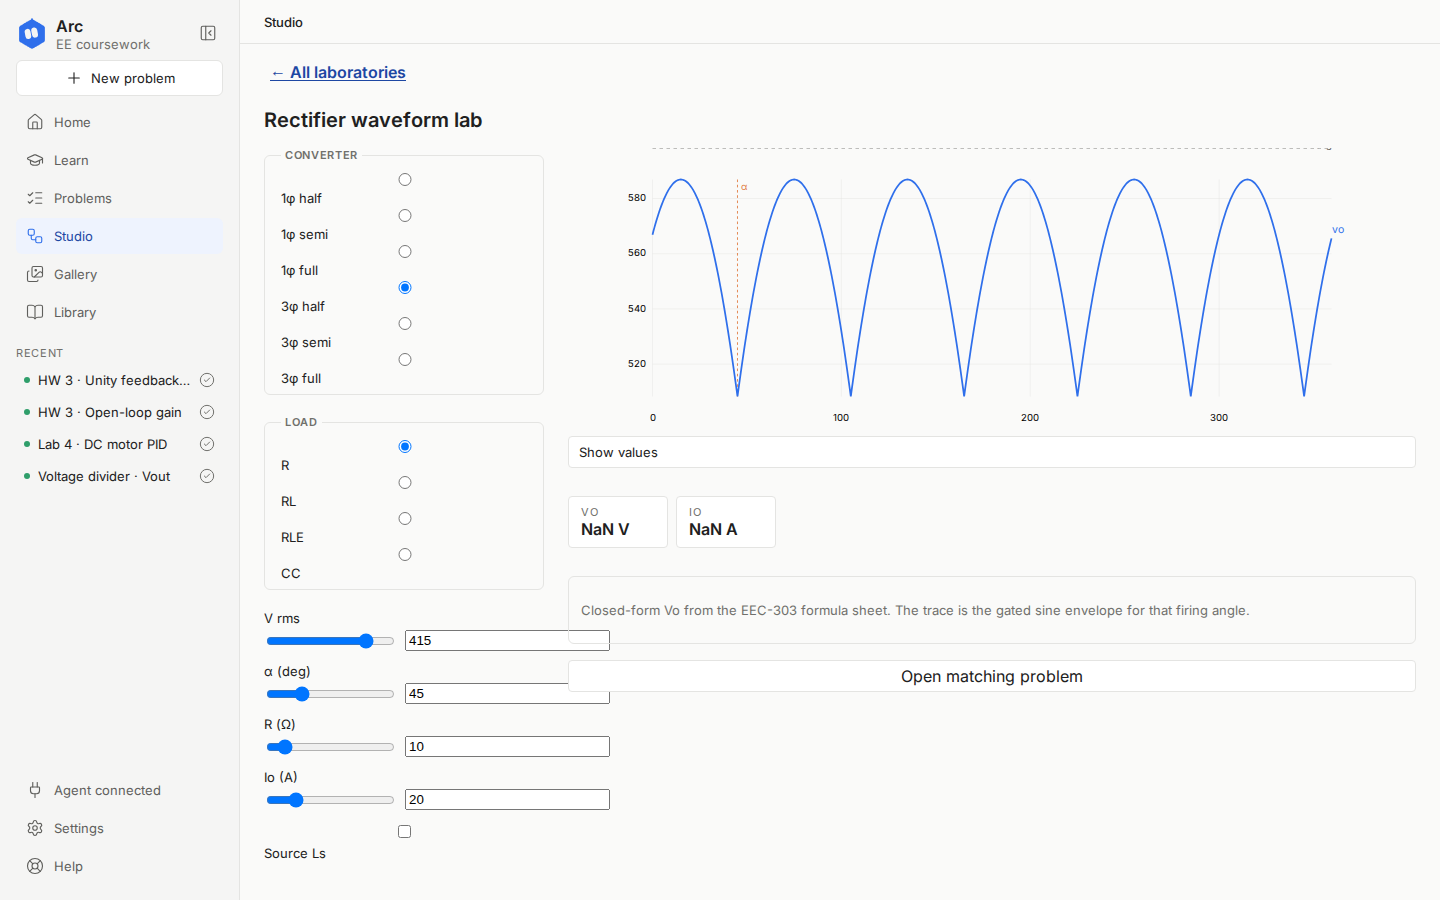 Arc
EE coursework
New problem
Home
Learn
Problems
Studio
Gallery
Library
RECENT
HW 3 · Unity feedback...
HW 3 · Open-loop gain
Lab 4 · DC motor PID
Voltage divider · Vout
Agent connected
Settings
Help
Studio
← All laboratories
Rectifier waveform lab
CONVERTER
1φ half
1φ semi
1φ full
3φ half
3φ semi
3φ full
LOAD
R
RL
RLE
CC
V rms
415
α (deg)
45
R (Ω)
10
Io (A)
20
Source Ls
580
560
540
520
α
vo
0
100
200
300
Show values
VO
NaN V
IO
NaN A
Closed-form Vo from the EEC-303 formula sheet. The trace is the gated sine envelope for that firing angle.
Open matching problem